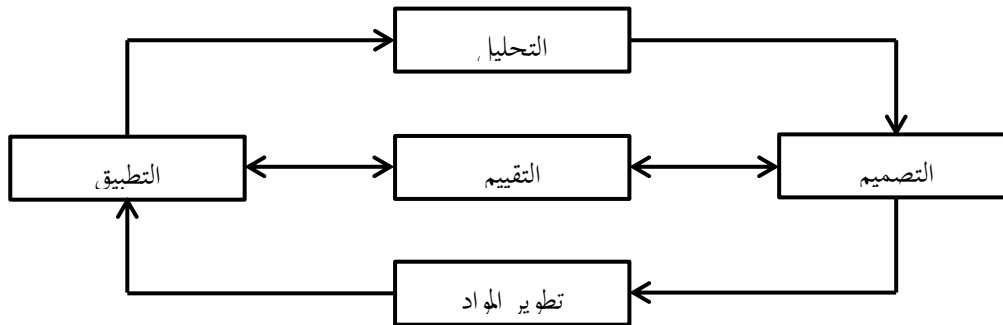 التحليل
التصميم
التقييم
التطبيق
تطوير المواد